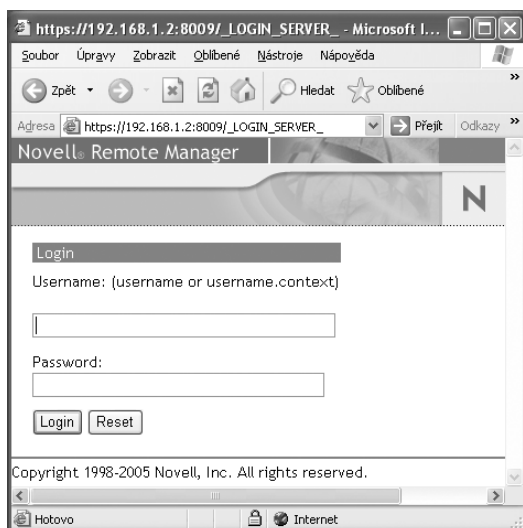 https://192.168.1.2:8009/_LOGIN_SERVER_ - Microsoft I...
Soubor Úpravy Zobrazit Oblíbené Nástroje Nápověda
Zpět Hledat Oblíbené »
Adresa https://192.168.1.2:8009/_LOGIN_SERVER_ Přejít Odkazy »
Novell® Remote Manager
N
Login
Username: (username or username.context)
Password:
Login Reset
Copyright 1998-2005 Novell, Inc. All rights reserved.
Hotovo Internet